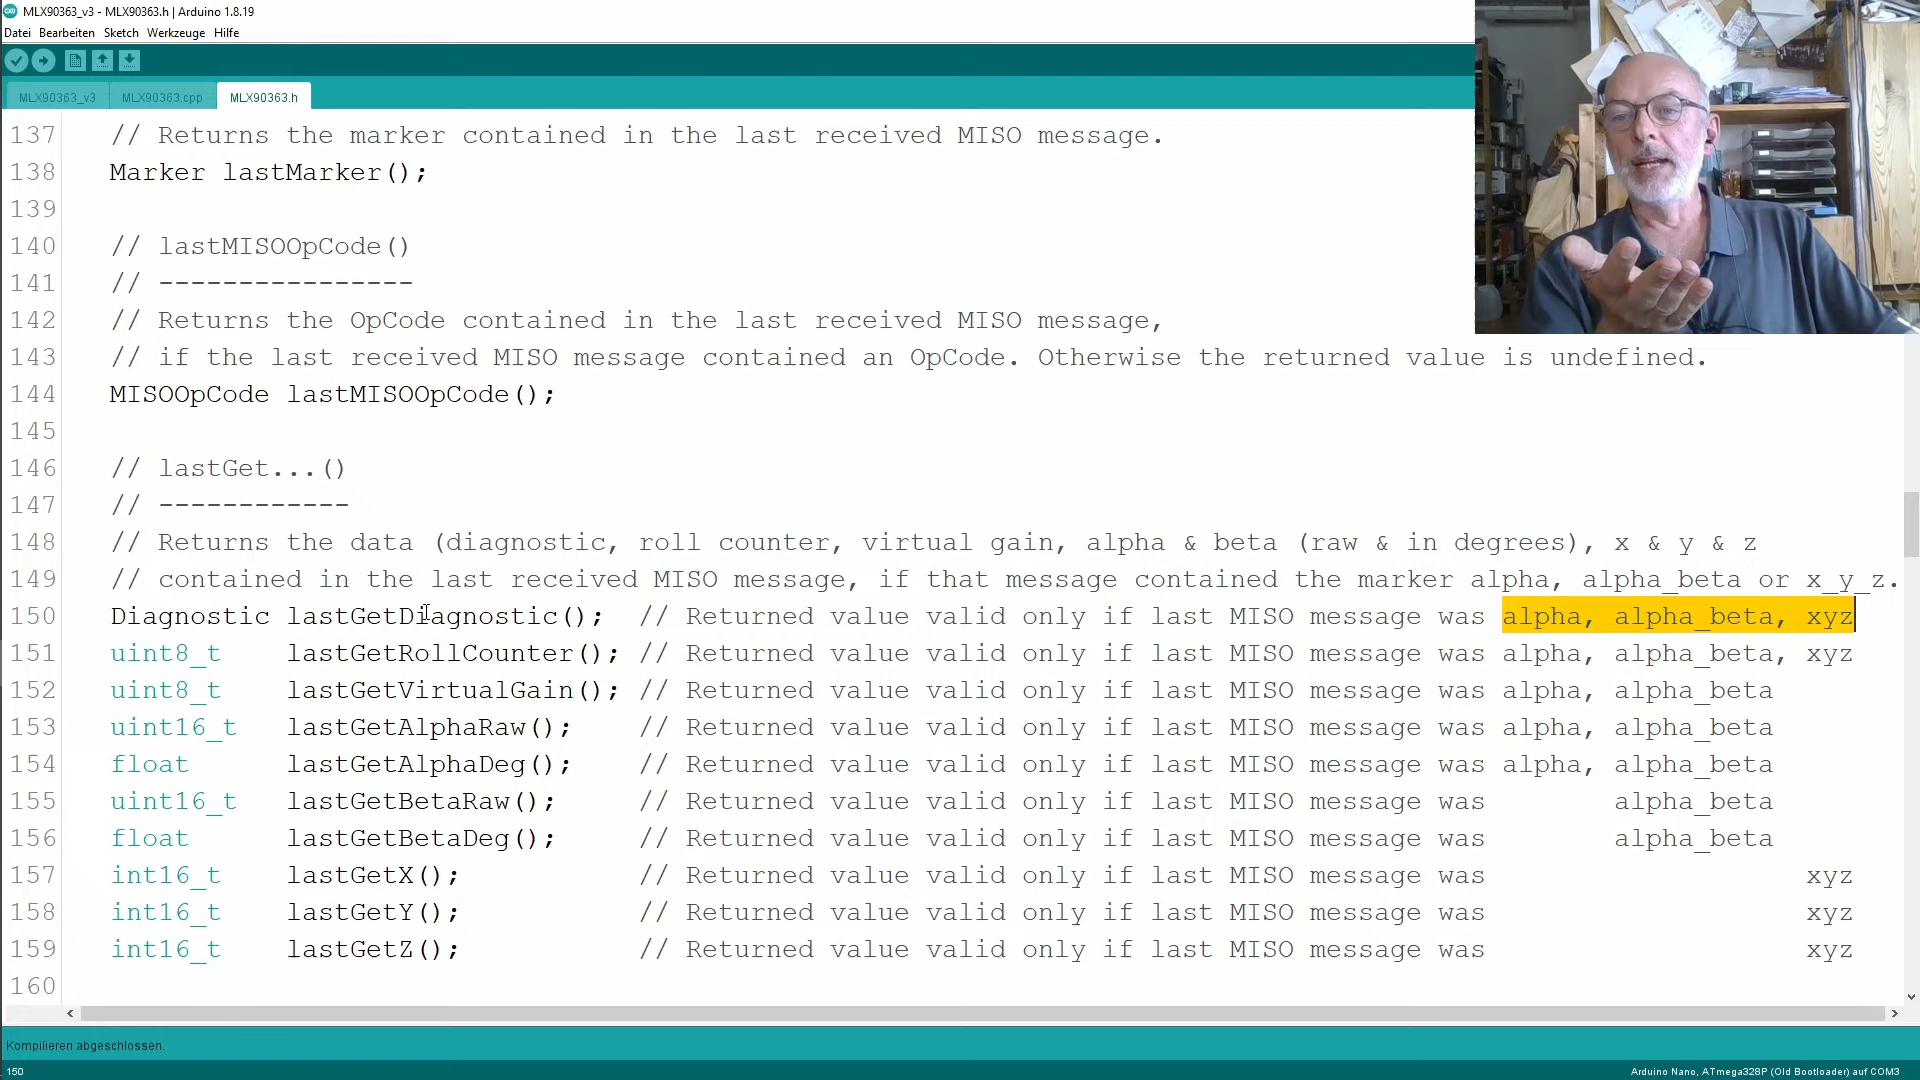 MLX90363_v3 - MLX90363.h | Arduino 1.8.19
Datei Bearbeiten Sketch Werkzeuge Hilfe
MLX90363_v3 MLX90363.cpp MLX90363.h
137 // Returns the marker contained in the last received MISO message.
138 Marker lastMarker();
139
140 // lastMISOOpCode()
141 // ----------------
142 // Returns the OpCode contained in the last received MISO message,
143 // if the last received MISO message contained an OpCode. Otherwise the returned value is undefined.
144 MISOOpCode lastMISOOpCode();
145
146 // lastGet...()
147 // ------------
148 // Returns the data (diagnostic, roll counter, virtual gain, alpha & beta (raw & in degrees), x & y & z
149 // contained in the last received MISO message, if that message contained the marker alpha, alpha_beta or x_y_z.
150 Diagnostic lastGetDiagnostic(); // Returned value valid only if last MISO message was alpha, alpha_beta, xyz
151 uint8_t lastGetRollCounter(); // Returned value valid only if last MISO message was alpha, alpha_beta, xyz
152 uint8_t lastGetVirtualGain(); // Returned value valid only if last MISO message was alpha, alpha_beta
153 uint16_t lastGetAlphaRaw(); // Returned value valid only if last MISO message was alpha, alpha_beta
154 float lastGetAlphaDeg(); // Returned value valid only if last MISO message was alpha, alpha_beta
155 uint16_t lastGetBetaRaw(); // Returned value valid only if last MISO message was alpha_beta
156 float lastGetBetaDeg(); // Returned value valid only if last MISO message was alpha_beta
157 int16_t lastGetX(); // Returned value valid only if last MISO message was xyz
158 int16_t lastGetY(); // Returned value valid only if last MISO message was xyz
159 int16_t lastGetZ(); // Returned value valid only if last MISO message was xyz
160
Kompilieren abgeschlossen.
150 Arduino Nano, ATmega328P (Old Bootloader) auf COM3